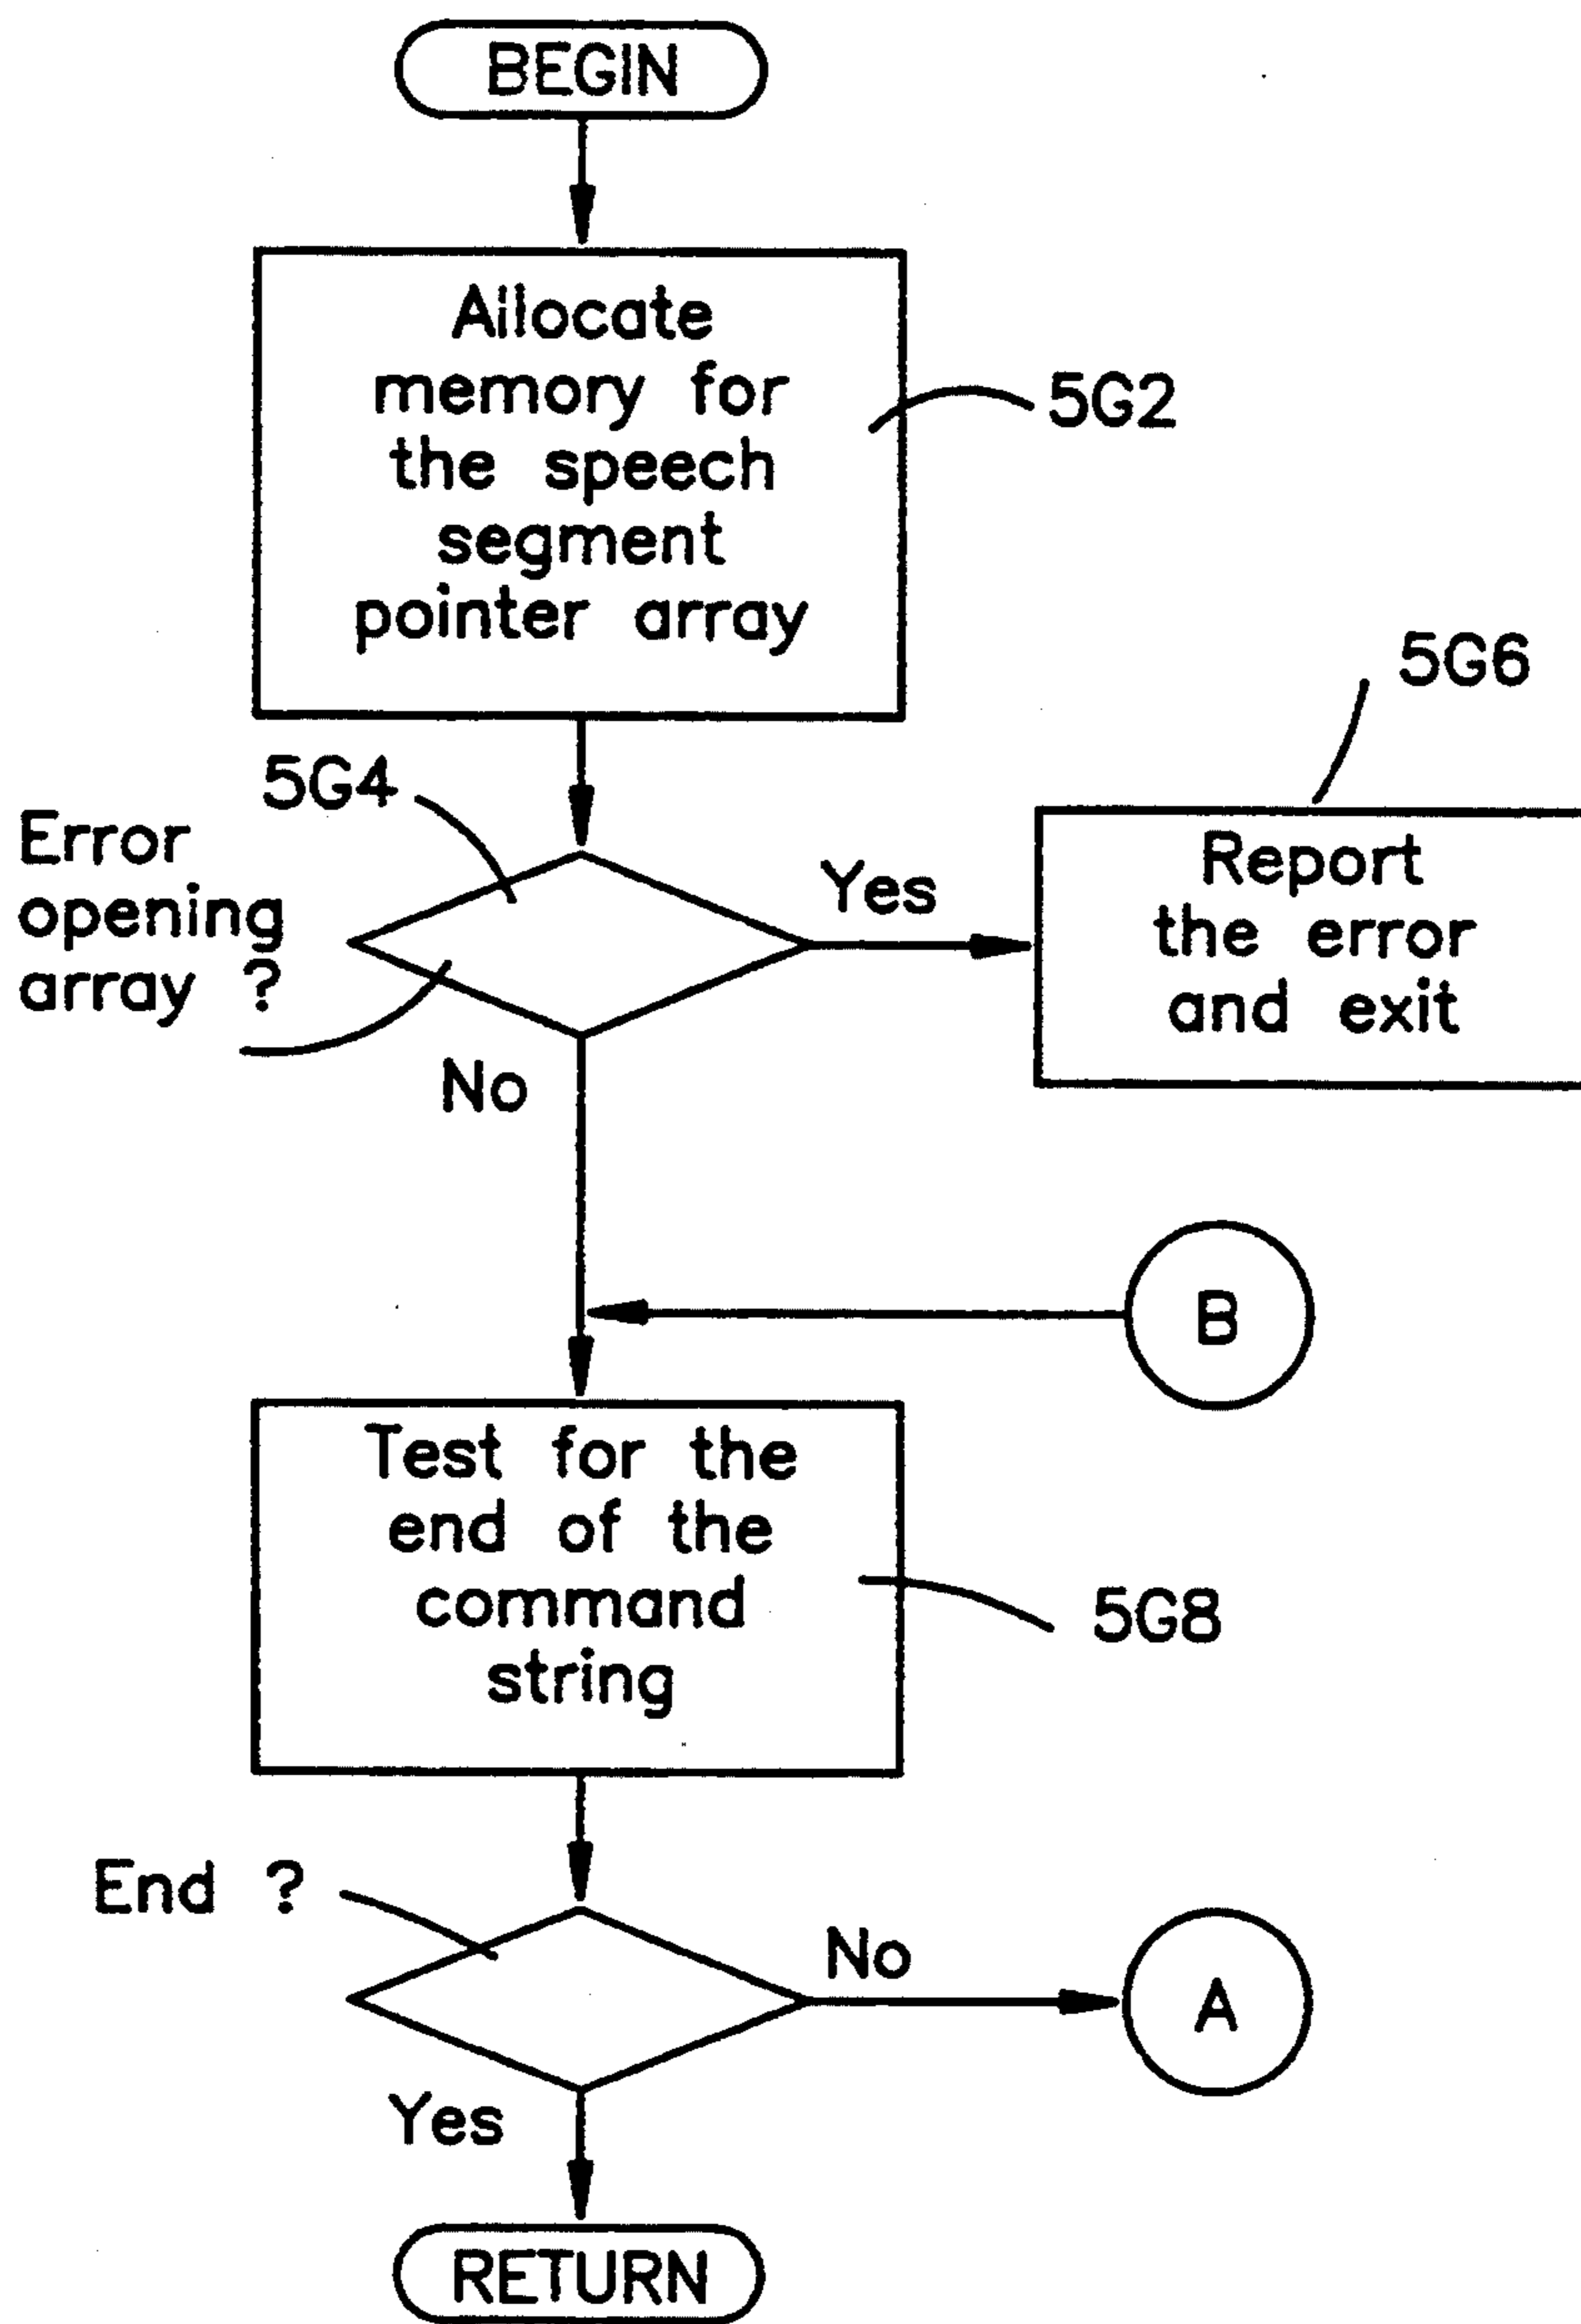 BEGIN
Allocate
memory for
the speech
segment
pointer array
5G2
5G6
5G4
Error
opening
array ?
Yes
Report
the error
and exit
No
B
Test for the
end of the
command
string
5G8
End ?
No
A
Yes
RETURN